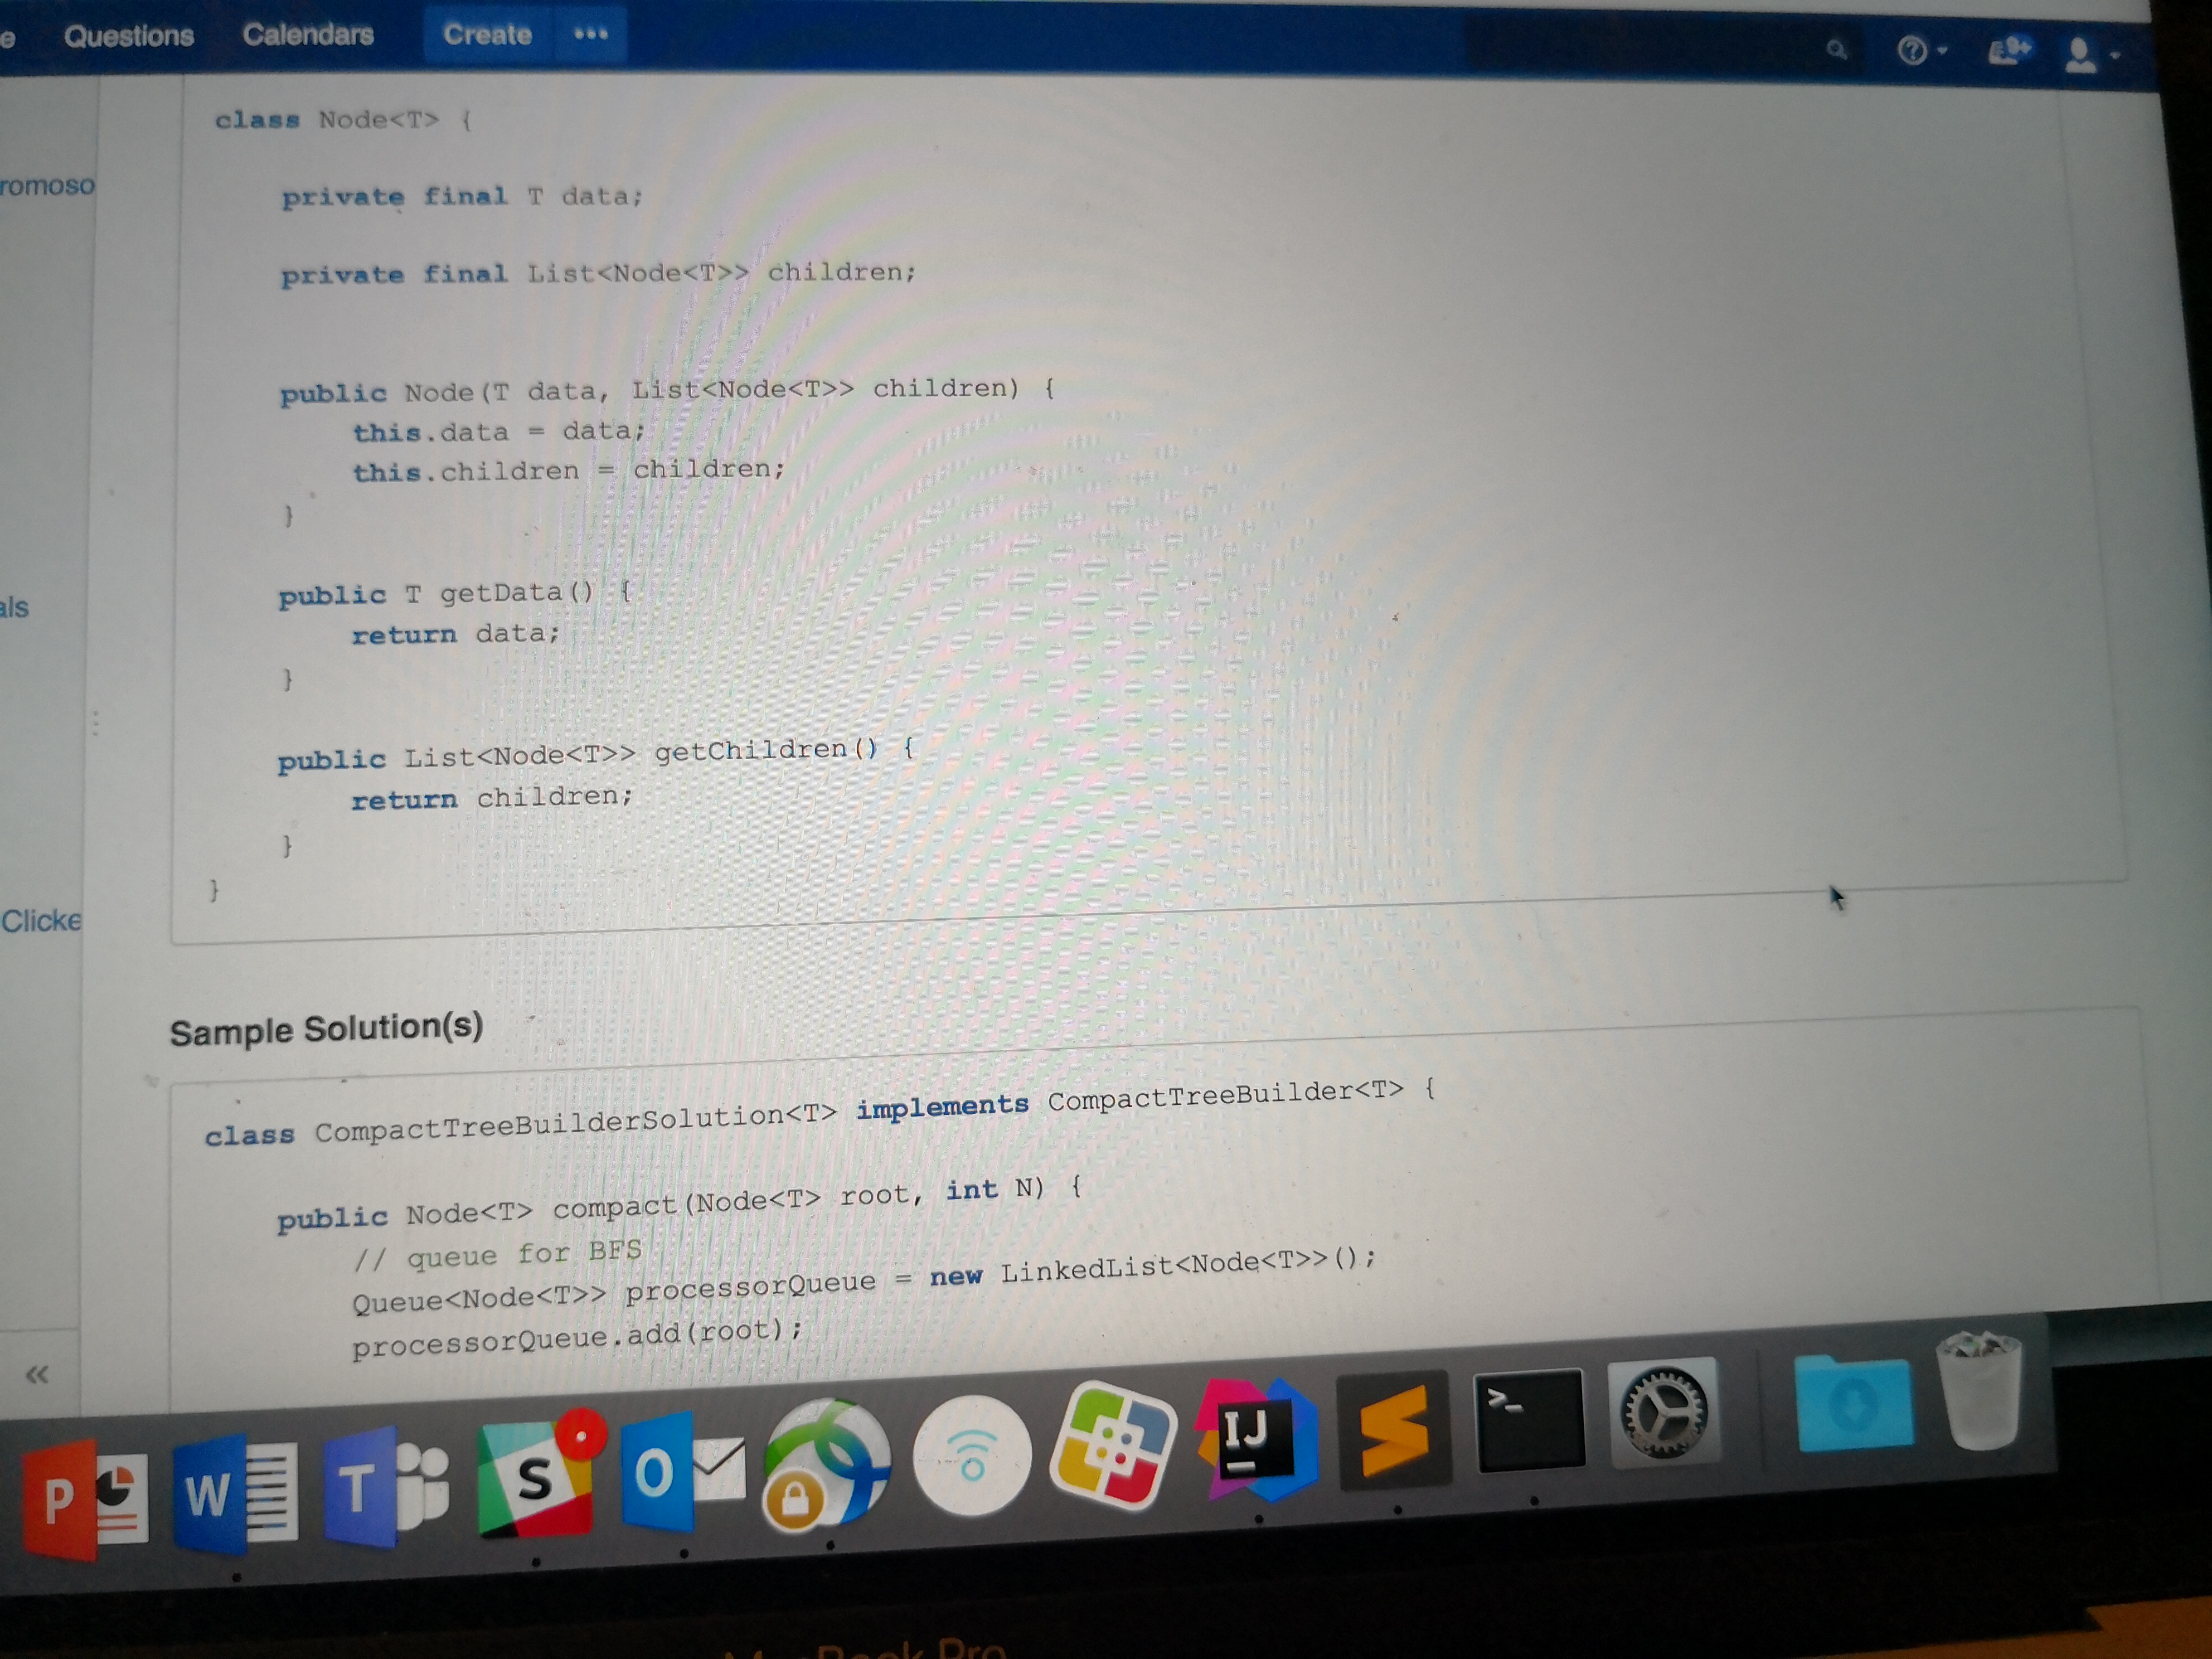 Questions Calendars Create •••
9+
class Node<T> {
romoso
private final T data;
private final List<Node<T>> children;
public Node(T data, List<Node<T>> children) {
this.data = data;
this.children = children;
}
public T getData() {
als
return data;
}
public List<Node<T>> getChildren() {
return children;
}
}
Clicke
Sample Solution(s)
class CompactTreeBuilderSolution<T> implements CompactTreeBuilder<T> {
public Node<T> compact(Node<T> root, int N) {
// queue for BFS
Queue<Node<T>> processorQueue = new LinkedList<Node<T>>();
processorQueue.add(root);
«
P W T S O IJ >_
MacBook Pro